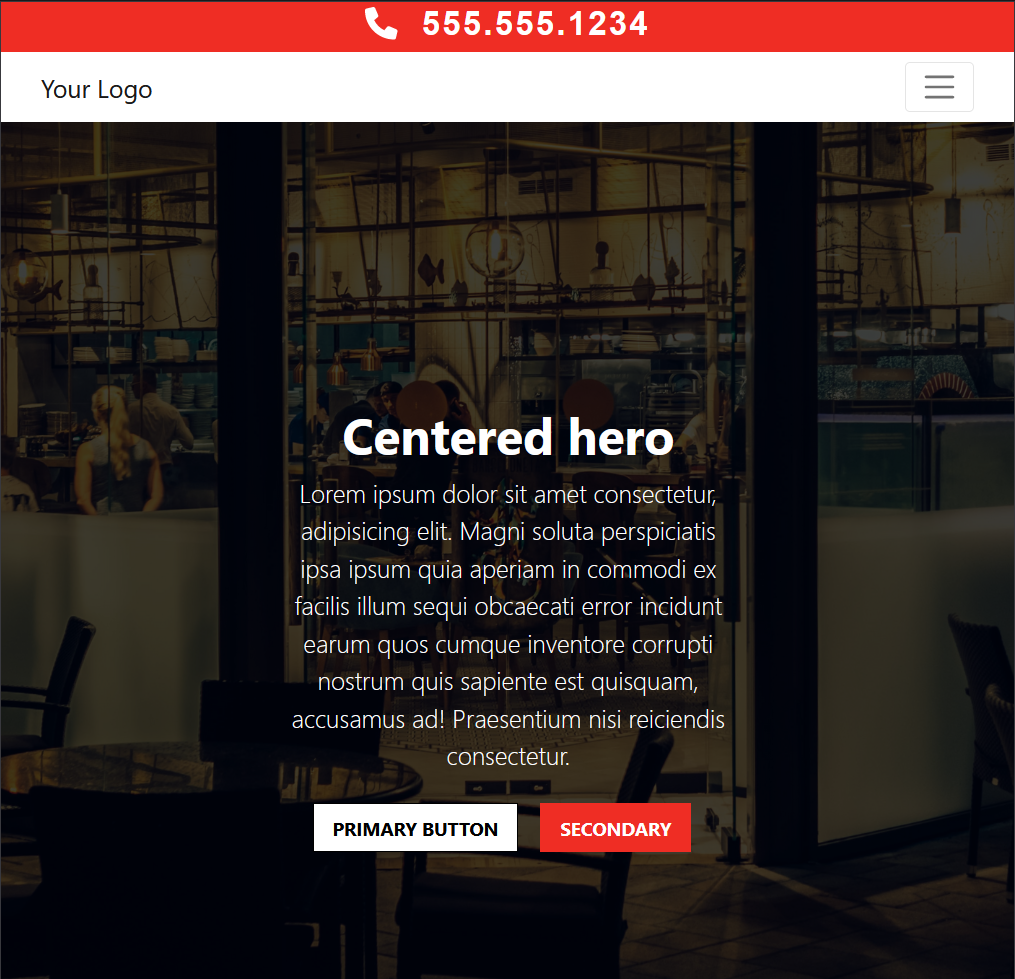 555.555.1234
Your Logo
Centered hero
Lorem ipsum dolor sit amet consectetur,
adipisicing elit. Magni soluta perspiciatis
ipsa ipsum quia aperiam in commodi ex
facilis illum sequi obcaecati error incidunt
earum quos cumque inventore corrupti
nostrum quis sapiente est quisquam,
accusamus ad! Praesentium nisi reiciendis
consectetur.
PRIMARY BUTTON
SECONDARY